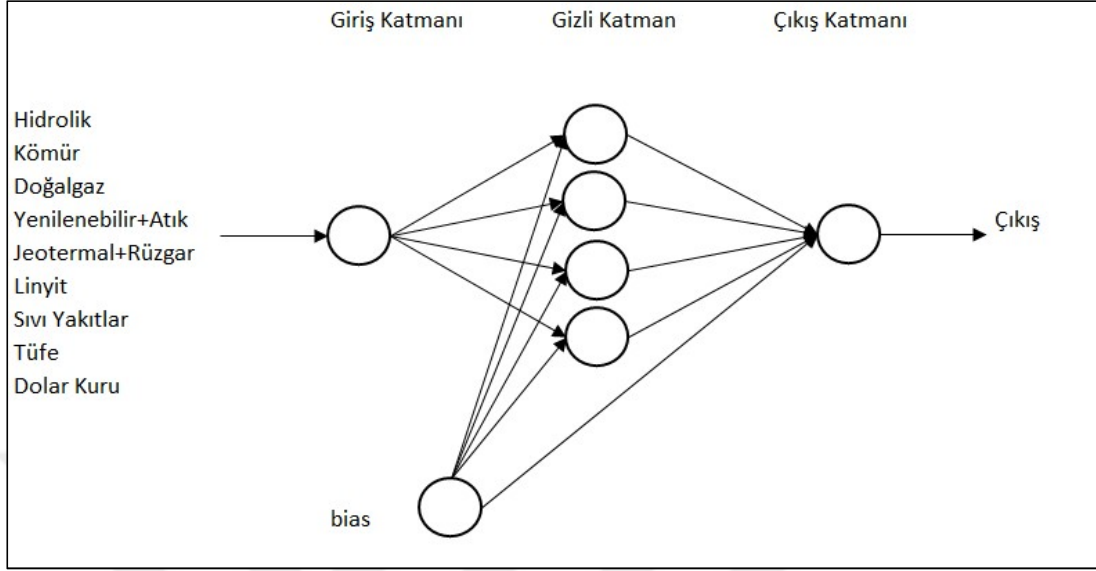 Giriş Katmanı Gizli Katman Çıkış Katmanı
Hidrolik
Kömür
Doğalgaz
Yenilenebilir+Atık
Jeotermal+Rüzgar
Linyit
Sıvı Yakıtlar
Tüfe
Dolar Kuru
Çıkış
bias